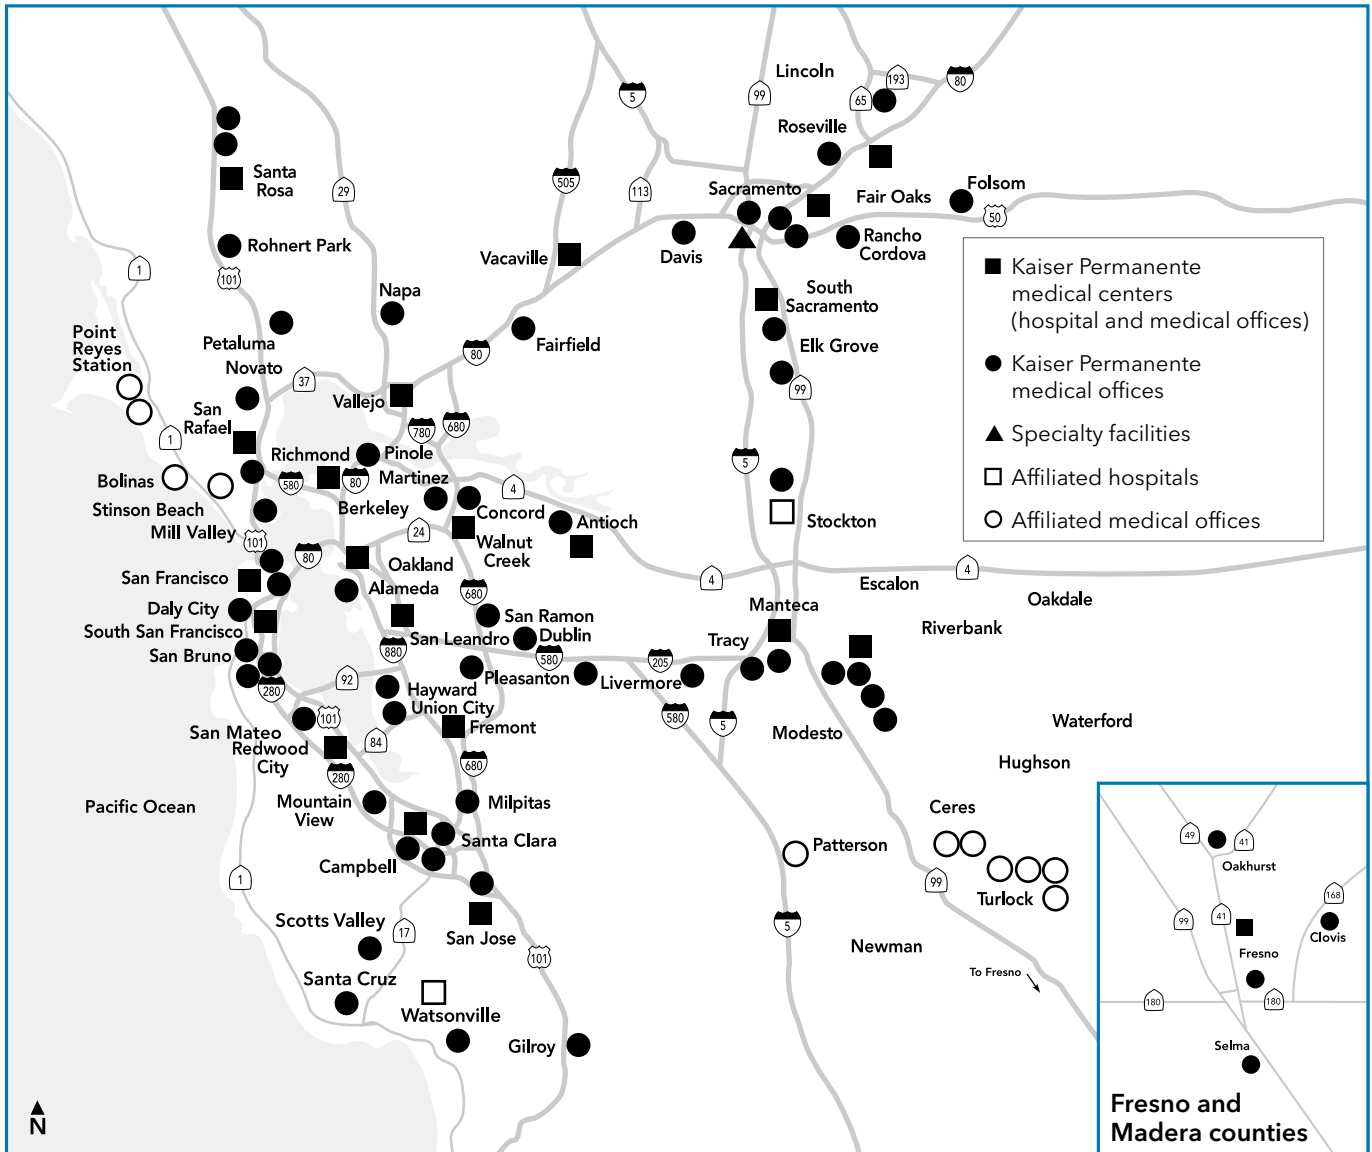 Lincoln
193
80
5
99
65
Roseville
Santa
Rosa
29
505
113
Sacramento
Fair Oaks
Folsom
50
Rohnert Park
Vacaville
Davis
Rancho
Cordova
1
101
Napa
South
Sacramento
Kaiser Permanente
medical centers
(hospital and medical offices)
Kaiser Permanente
medical offices
Specialty facilities
Affiliated hospitals
Affiliated medical offices
Point
Reyes
Station
Petaluma
Fairfield
Elk Grove
80
Novato
37
99
Vallejo
San
Rafael
780
680
1
Richmond
Pinole
5
Bolinas
580
80
Martinez
4
Stinson Beach
Berkeley
Concord
Antioch
Stockton
Mill Valley
101
24
Walnut
Creek
80
Oakland
San Francisco
Alameda
680
4
4
Escalon
Oakdale
Daly City
Manteca
South San Francisco
San Ramon
Riverbank
San Leandro
Dublin
Tracy
San Bruno
880
580
205
92
Pleasanton
Livermore
280
Hayward
Union City
101
580
5
Waterford
San Mateo
Fremont
Modesto
84
Redwood
City
280
680
Hughson
Pacific Ocean
Mountain
View
Milpitas
Ceres
Santa Clara
Patterson
Campbell
1
99
Turlock
Scotts Valley
17
San Jose
5
Newman
101
To Fresno
Santa Cruz
Watsonville
Gilroy
N
49
41
Oakhurst
168
99
41
Clovis
Fresno
180
180
Selma
Fresno and
Madera counties